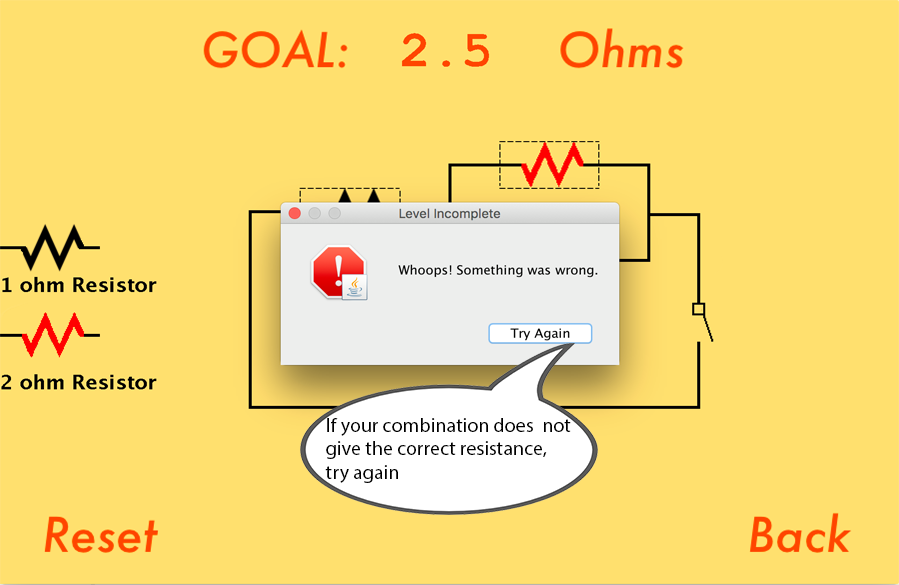 GOAL: 2.5 Ohms
Level Incomplete
Whoops! Something was wrong.
Try Again
1 ohm Resistor
2 ohm Resistor
If your combination does  not
give the correct resistance,
try again
Reset
Back